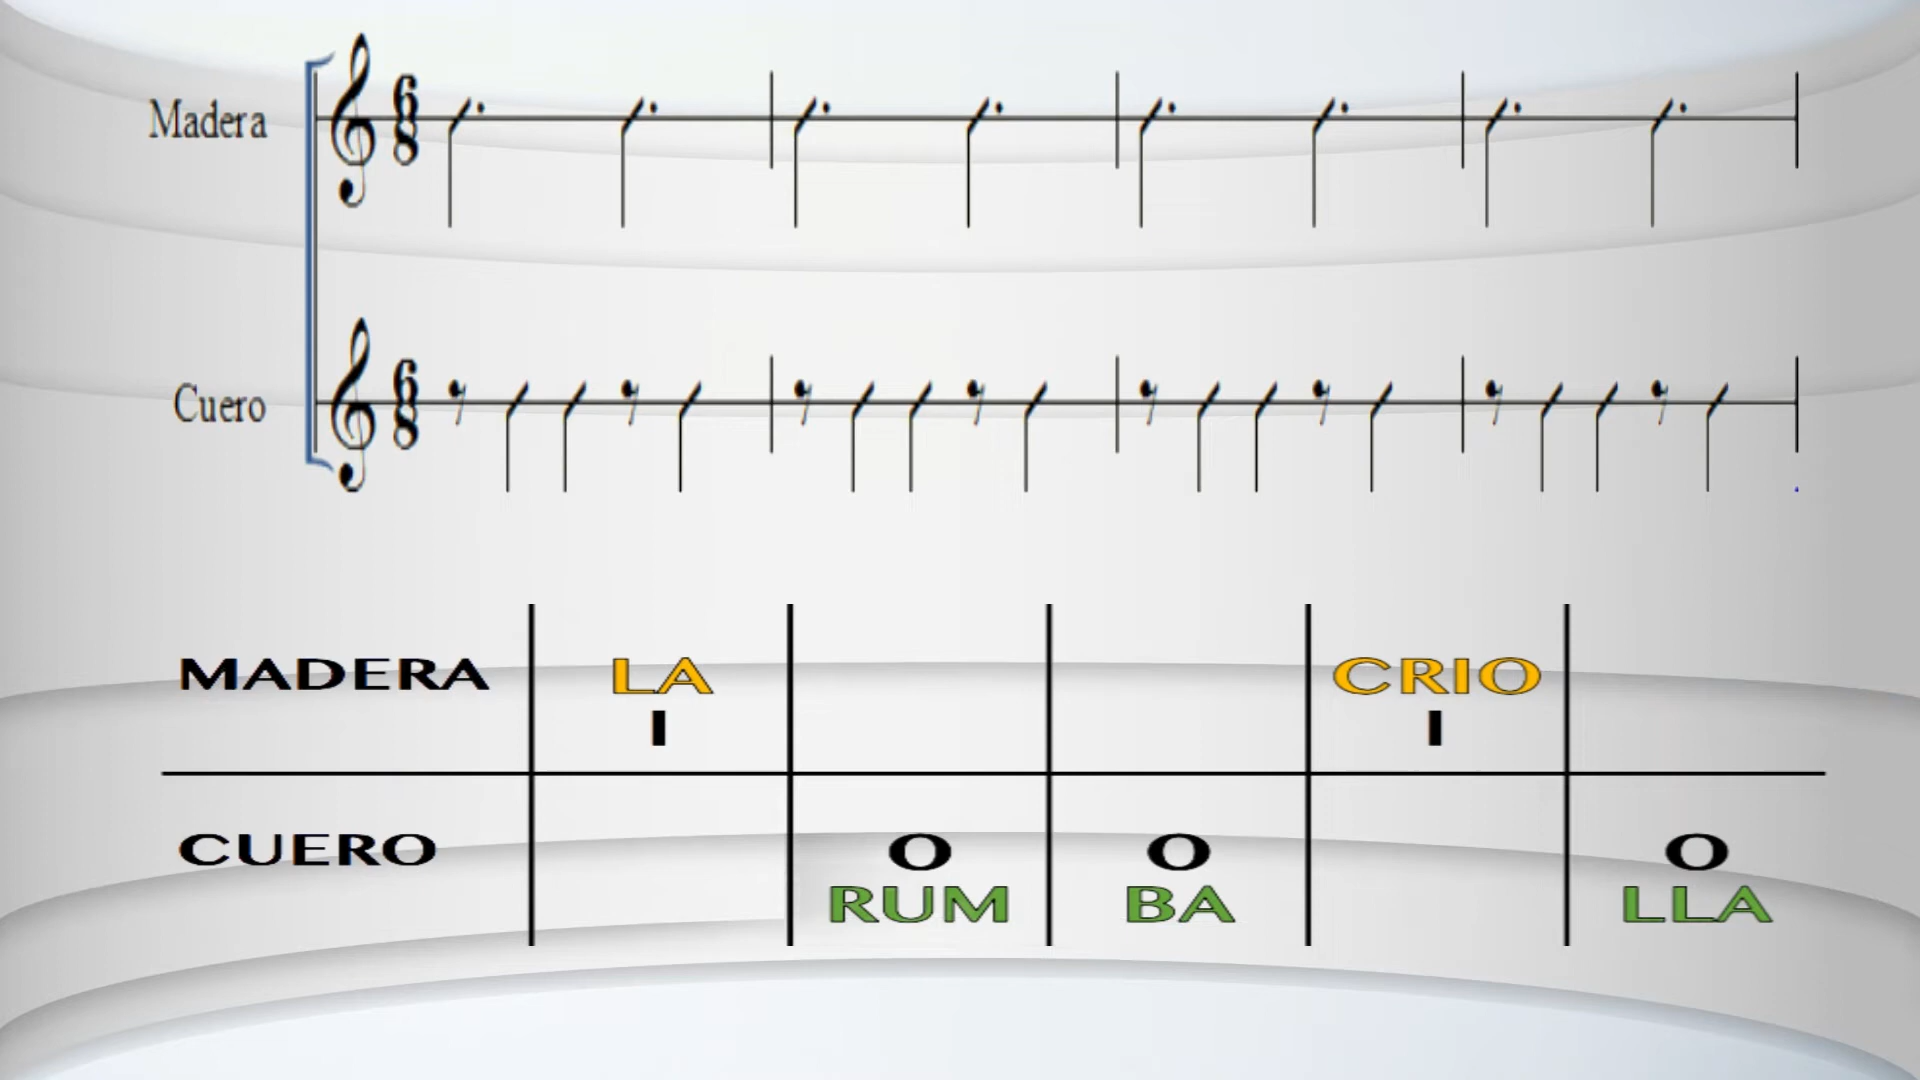 Madera 6 8
Cuero 6 8
MADERA LA CRIO
I I
CUERO O O O
RUM BA LLA